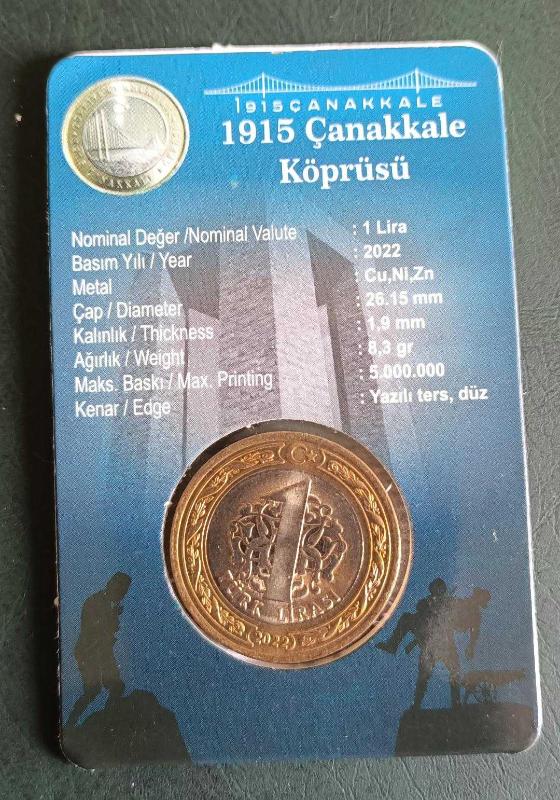 1915ÇANAKKALE
1915 Çanakkale
Köprüsü
Nominal Değer /Nominal Valute : 1 Lira
Basım Yılı / Year : 2022
Metal : Cu,Ni,Zn
Çap / Diameter : 26.15 mm
Kalınlık / Thickness : 1,9 mm
Ağırlık / Weight : 8,3 gr
Maks. Baskı / Max. Printing : 5.000.000
Kenar / Edge : Yazılı ters, düz
1
TÜRK LİRASI
2022